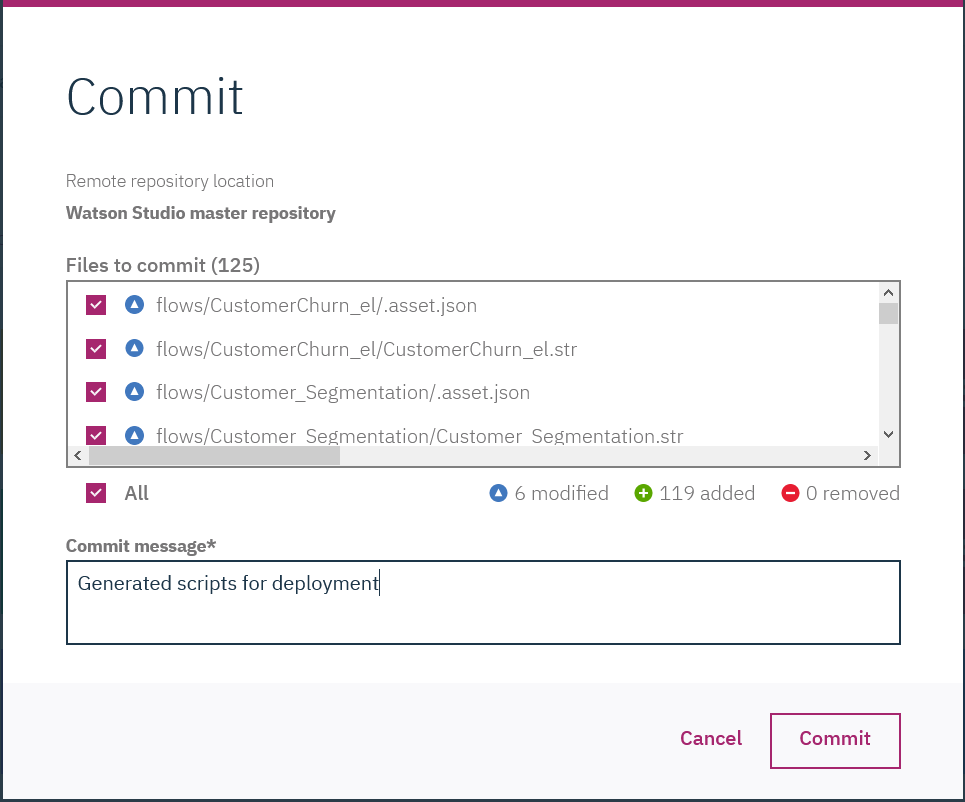 Commit
Remote repository location
Watson Studio master repository
Files to commit (125)
flows/CustomerChurn_el/.asset.json
flows/CustomerChurn_el/CustomerChurn_el.str
flows/Customer_Segmentation/.asset.json
flows/Customer_Segmentation/Customer_Segmentation.str
All 6 modified 119 added 0 removed
Commit message*
Generated scripts for deployment
Cancel Commit